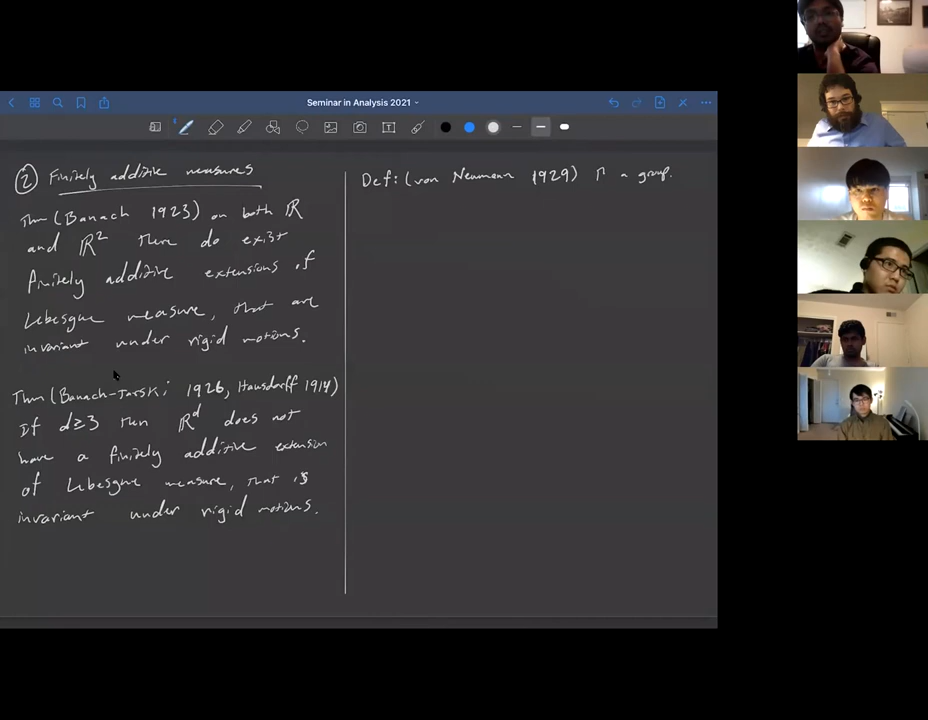 Seminar in Analysis 2021
2 Finitely additive measures
Thm (Banach 1923) on both ℝ
and ℝ² there do exist
finitely additive extensions of
Lebesgue measure, that are
invariant under rigid motions.
Thm (Banach-Tarski 1926, Hausdorff 1914)
If d≥3 then ℝᵈ does not
have a finitely additive extension
of Lebesgue measure, that is
invariant under rigid motions.
Def: (von Neumann 1929) Γ a group.